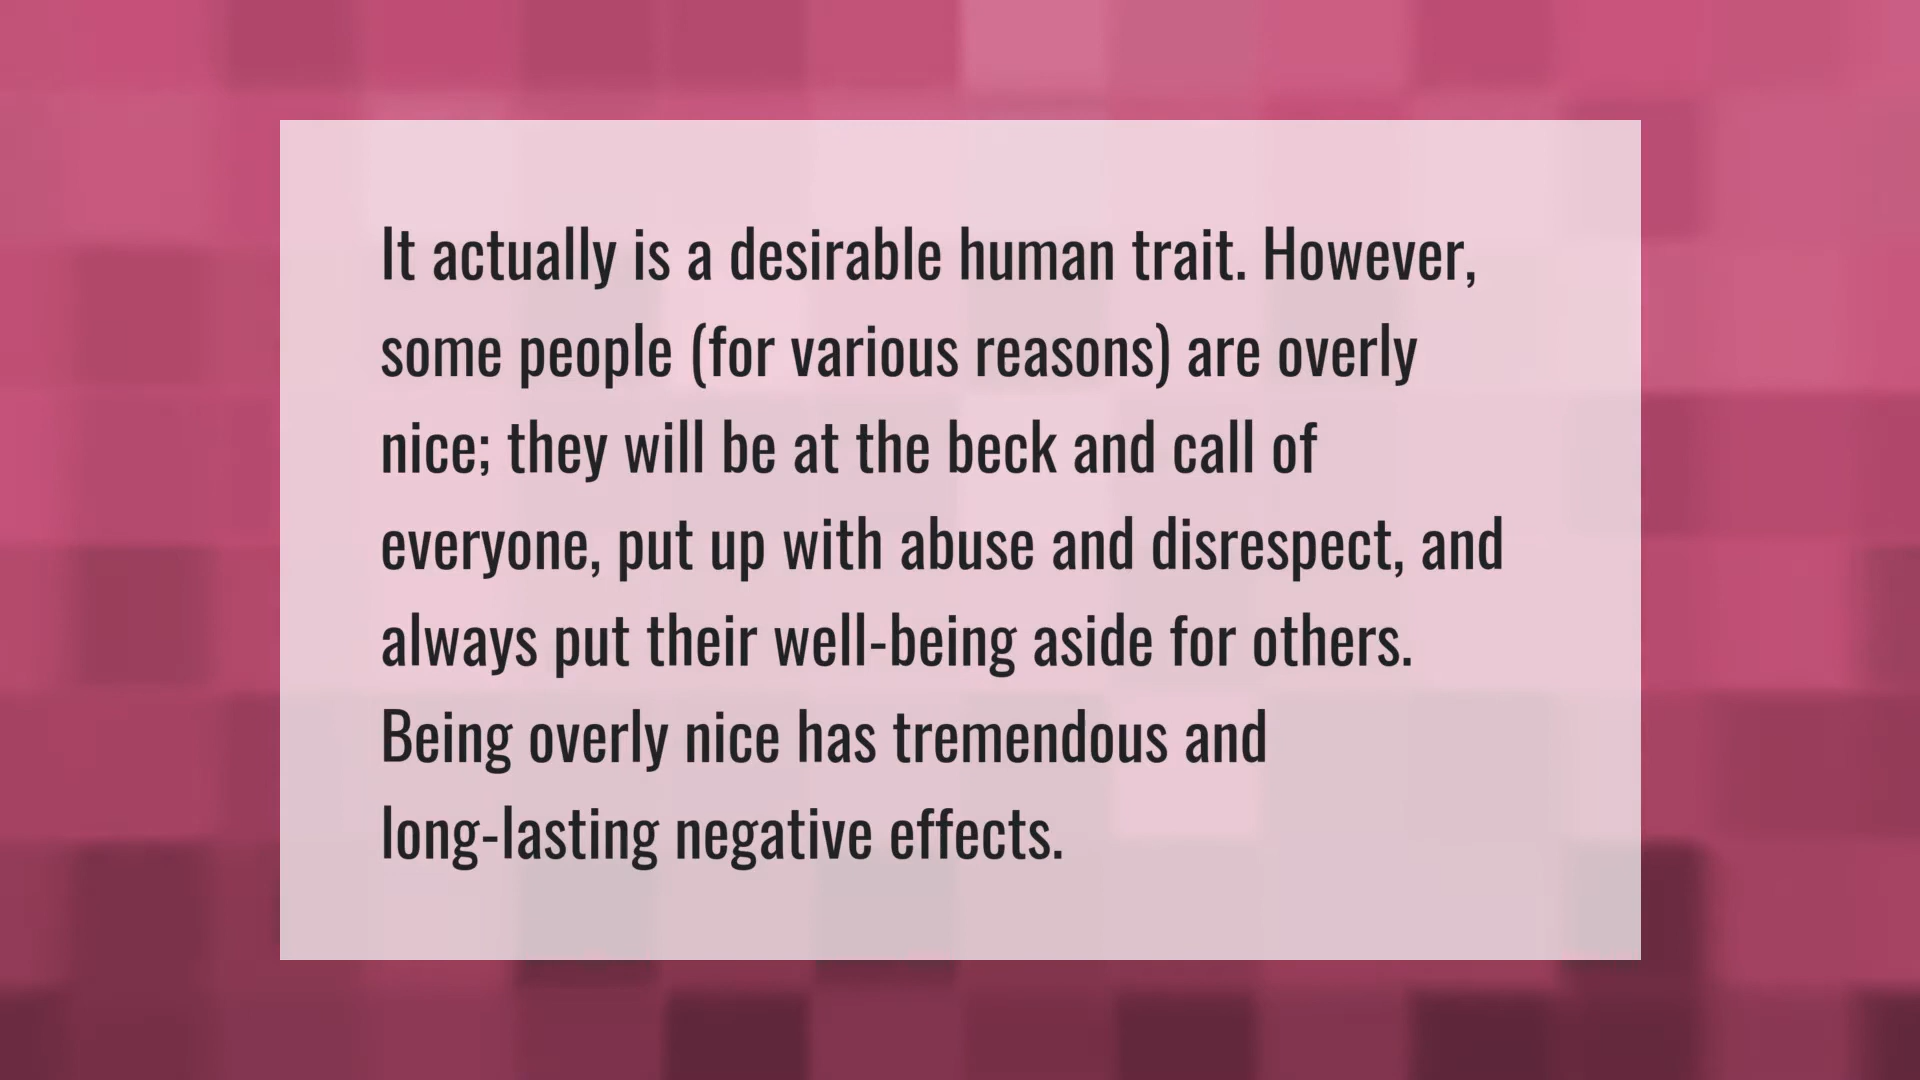 It actually is a desirable human trait. However,
some people (for various reasons) are overly
nice; they will be at the beck and call of
everyone, put up with abuse and disrespect, and
always put their well-being aside for others.
Being overly nice has tremendous and
long-lasting negative effects.